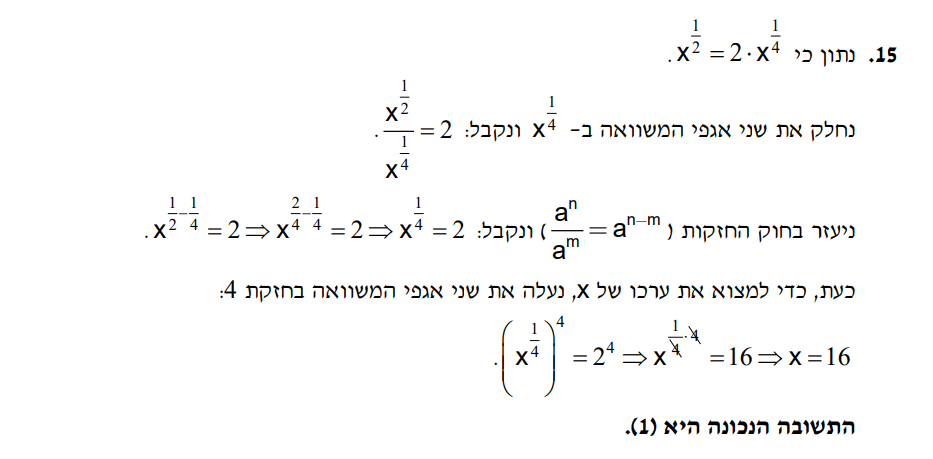 15. נתון כי $x^{\frac{1}{2}} = 2 \cdot x^{\frac{1}{4}}$.
נחלק את שני אגפי המשוואה ב- $x^{\frac{1}{4}}$ ונקבל: $\frac{x^{\frac{1}{2}}}{x^{\frac{1}{4}}} = 2$.
ניעזר בחוק החזקות ($\frac{a^n}{a^m} = a^{n-m}$) ונקבל: $x^{\frac{1}{2}-\frac{1}{4}} = 2 \Rightarrow x^{\frac{2}{4}-\frac{1}{4}} = 2 \Rightarrow x^{\frac{1}{4}} = 2$.
כעת, כדי למצוא את ערכו של x, נעלה את שני אגפי המשוואה בחזקת 4:
$\left(x^{\frac{1}{4}}\right)^4 = 2^4 \Rightarrow x^{\frac{1}{\cancel{4}} \cdot \cancel{4}} = 16 \Rightarrow x = 16$.
התשובה הנכונה היא (1).